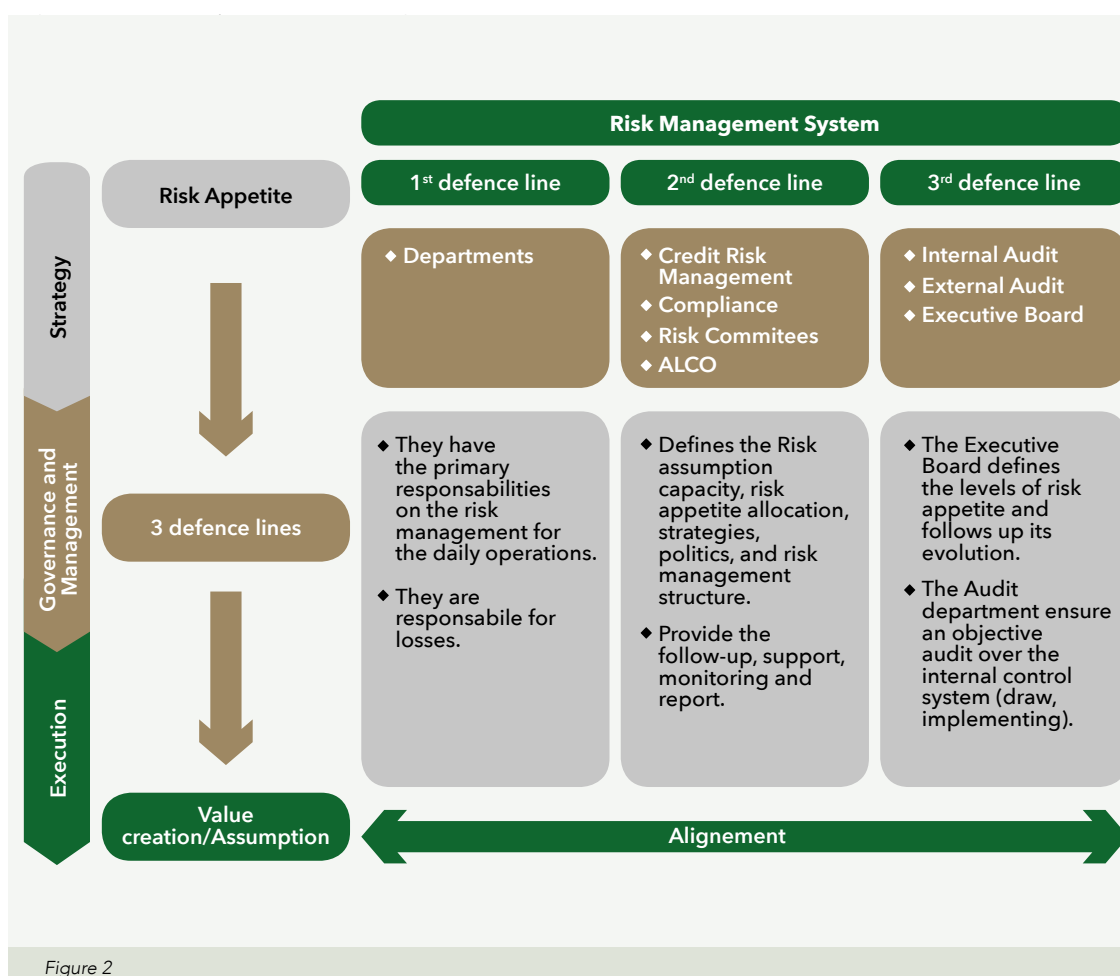 Risk Management System
Strategy
Governance and
Management
Execution
Risk Appetite
3 defence lines
Value
creation/Assumption
1st defence line
◆ Departments
◆ They have
the primary
responsabilities
on the risk
management for
the daily operations.
◆ They are
responsabile for
losses.
2nd defence line
◆ Credit Risk
Management
◆ Compliance
◆ Risk Commitees
◆ ALCO
◆ Defines the Risk
assumption
capacity, risk
appetite allocation,
strategies,
politics, and risk
management
structure.
◆ Provide the
follow-up, support,
monitoring and
report.
3rd defence line
◆ Internal Audit
◆ External Audit
◆ Executive Board
◆ The Executive
Board defines
the levels of risk
appetite and
follows up its
evolution.
◆ The Audit
department ensure
an objective
audit over the
internal control
system (draw,
implementing).
Alignement
Figure 2